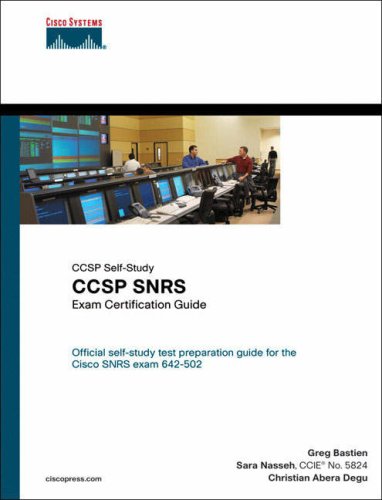 CISCO SYSTEMS
CCSP Self-Study
CCSP SNRS
Exam Certification Guide
Official self-study test preparation guide for the
Cisco SNRS exam 642-502
Greg Bastien
Sara Nasseh, CCIE® No. 5824
Christian Abera Degu
ciscopress.com